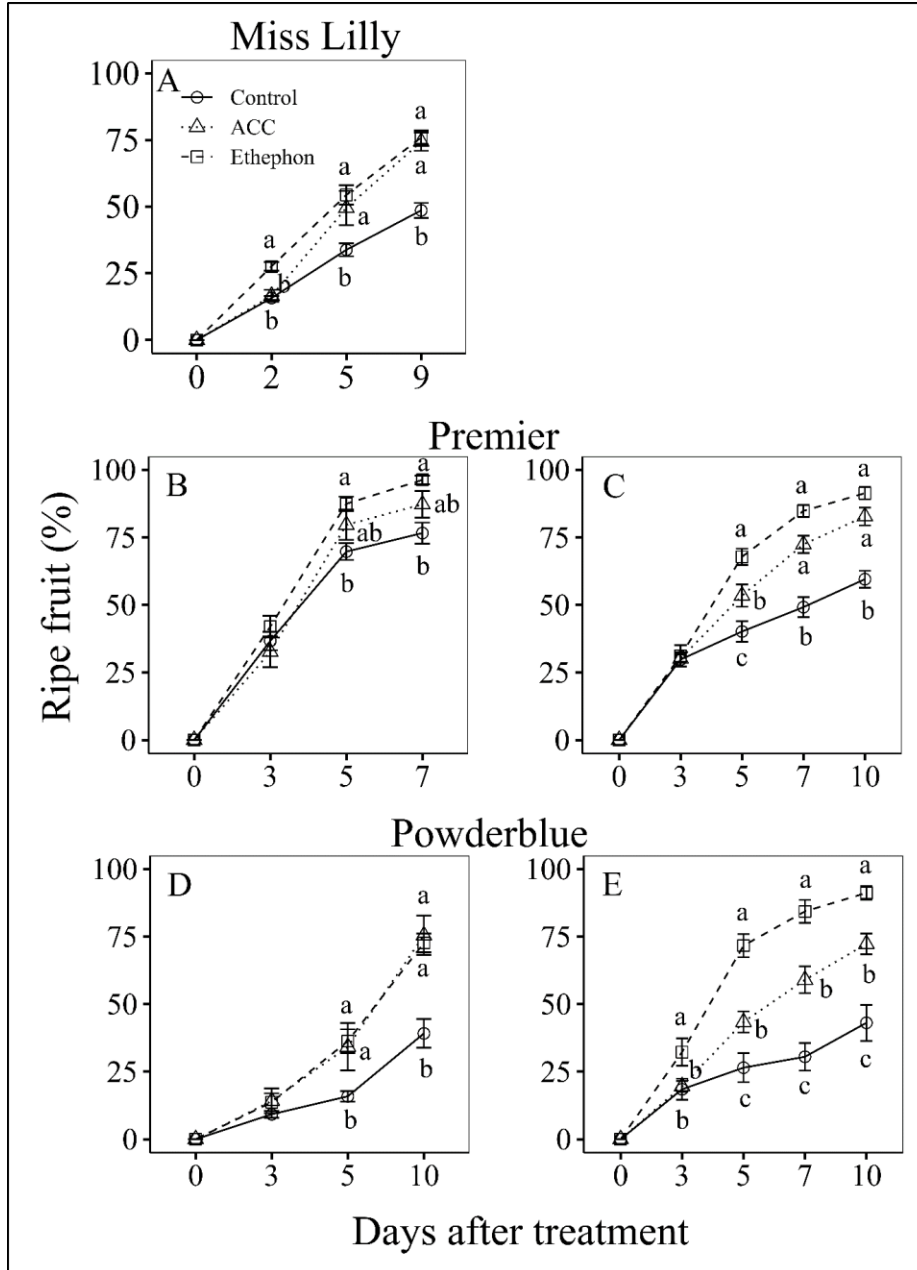 Miss Lilly
A
Control
ACC
Ethephon
100
75
50
25
0
a
a
a
a
a
b
b
b
b
0 2 5 9
Premier
B
100
75
50
25
0
a
a
ab
ab
b
b
0 3 5 7
C
100
75
50
25
0
a
a
a
b
a
a
c
b
b
0 3 5 7 10
Powderblue
D
100
75
50
25
0
a
a
a
a
b
b
0 3 5 10
E
100
75
50
25
0
a
a
a
a
b
b
b
b
b
c
c
c
0 3 5 7 10
Ripe fruit (%)
Days after treatment